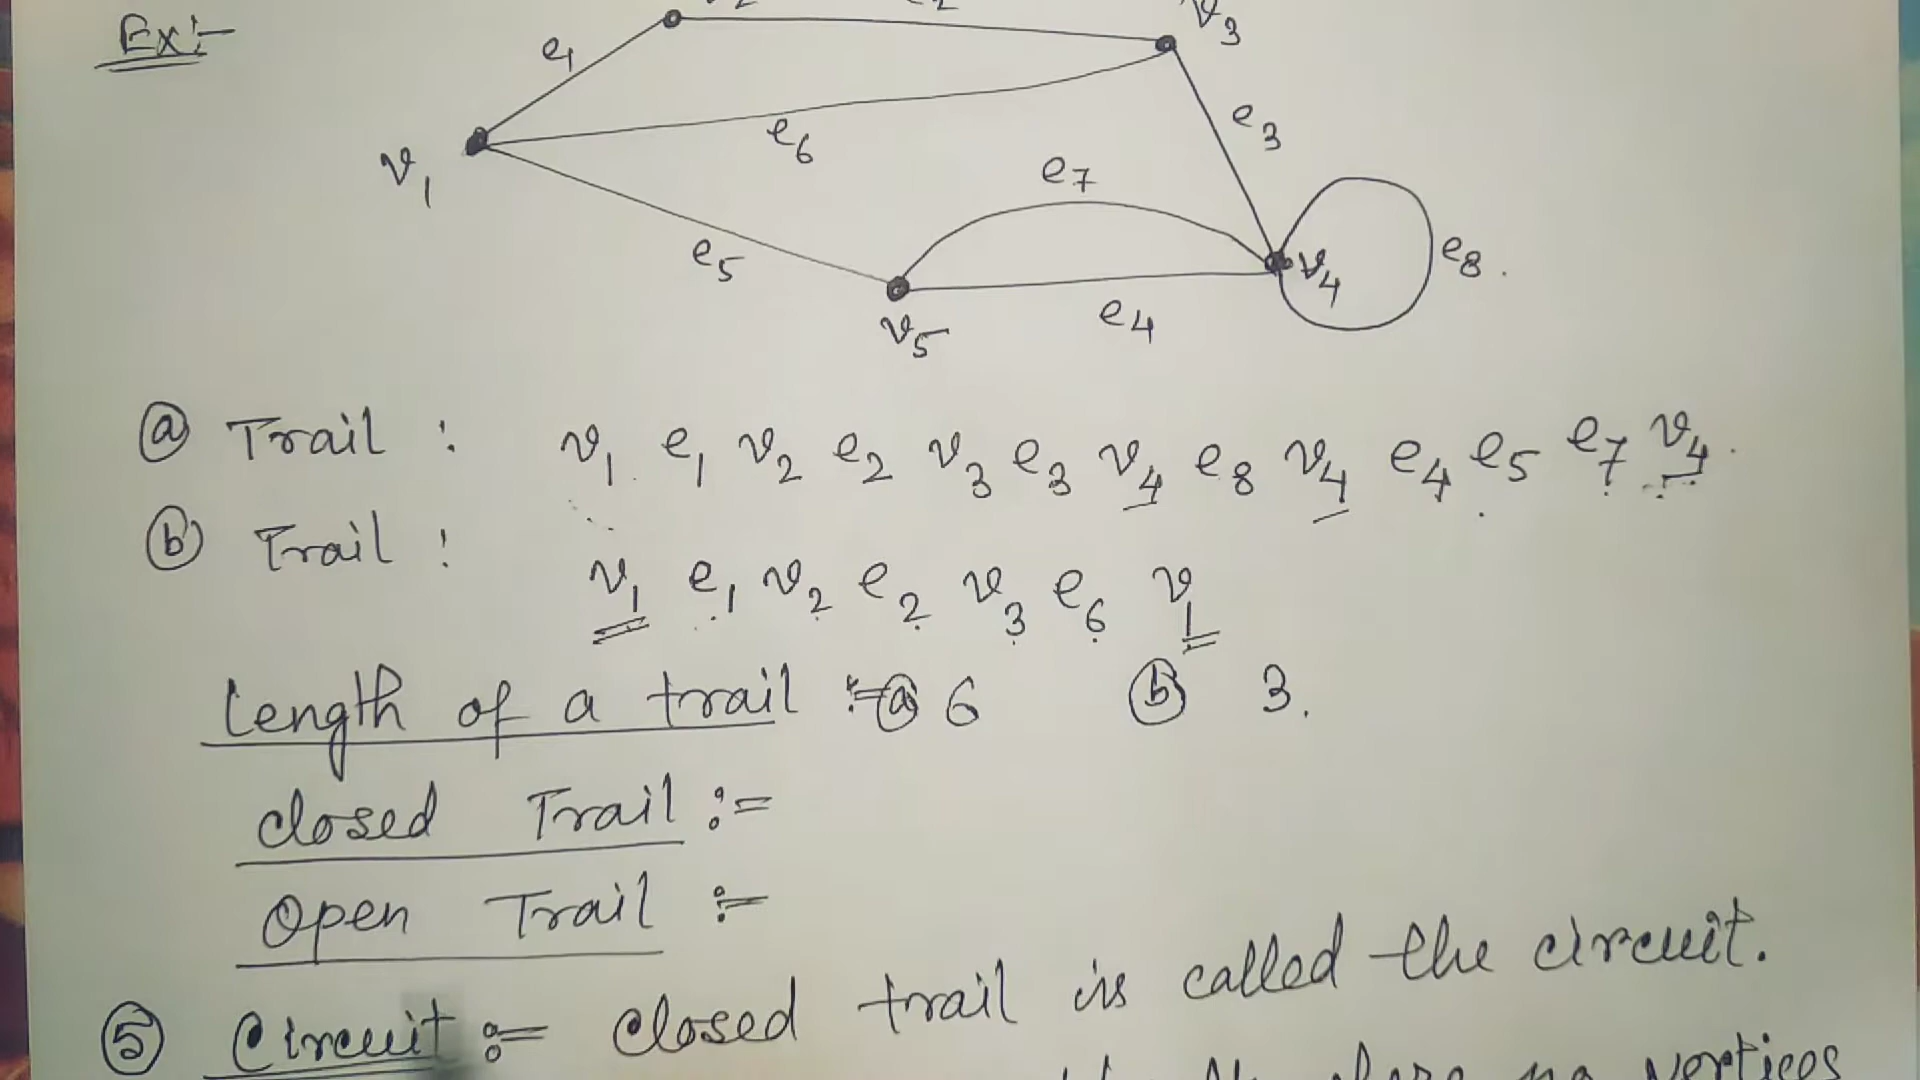 Ex:-
v3
e1
e6
e3
v1
e7
e5
v4
e8.
v5
e4
ⓐ Trail : v1 e1 v2 e2 v3 e3 v4 e8 v4 e4 e5 e7 v4
ⓑ Trail :
v1 e1 v2 e2 v3 e6 v1
Length of a trail :- ⓐ 6 ⓑ 3.
closed Trail :-
Open Trail :-
⑤ Circuit :- Closed trail is called the circuit.
no vertices